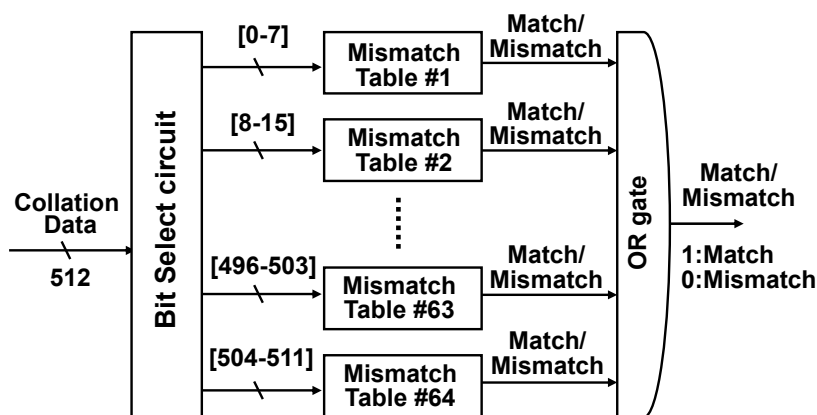 Collation
Data
512
Bit Select circuit
[0-7]
Mismatch
Table #1
Match/
Mismatch
[8-15]
Mismatch
Table #2
Match/
Mismatch
[496-503]
Mismatch
Table #63
Match/
Mismatch
[504-511]
Mismatch
Table #64
Match/
Mismatch
OR gate
Match/
Mismatch
1:Match
0:Mismatch